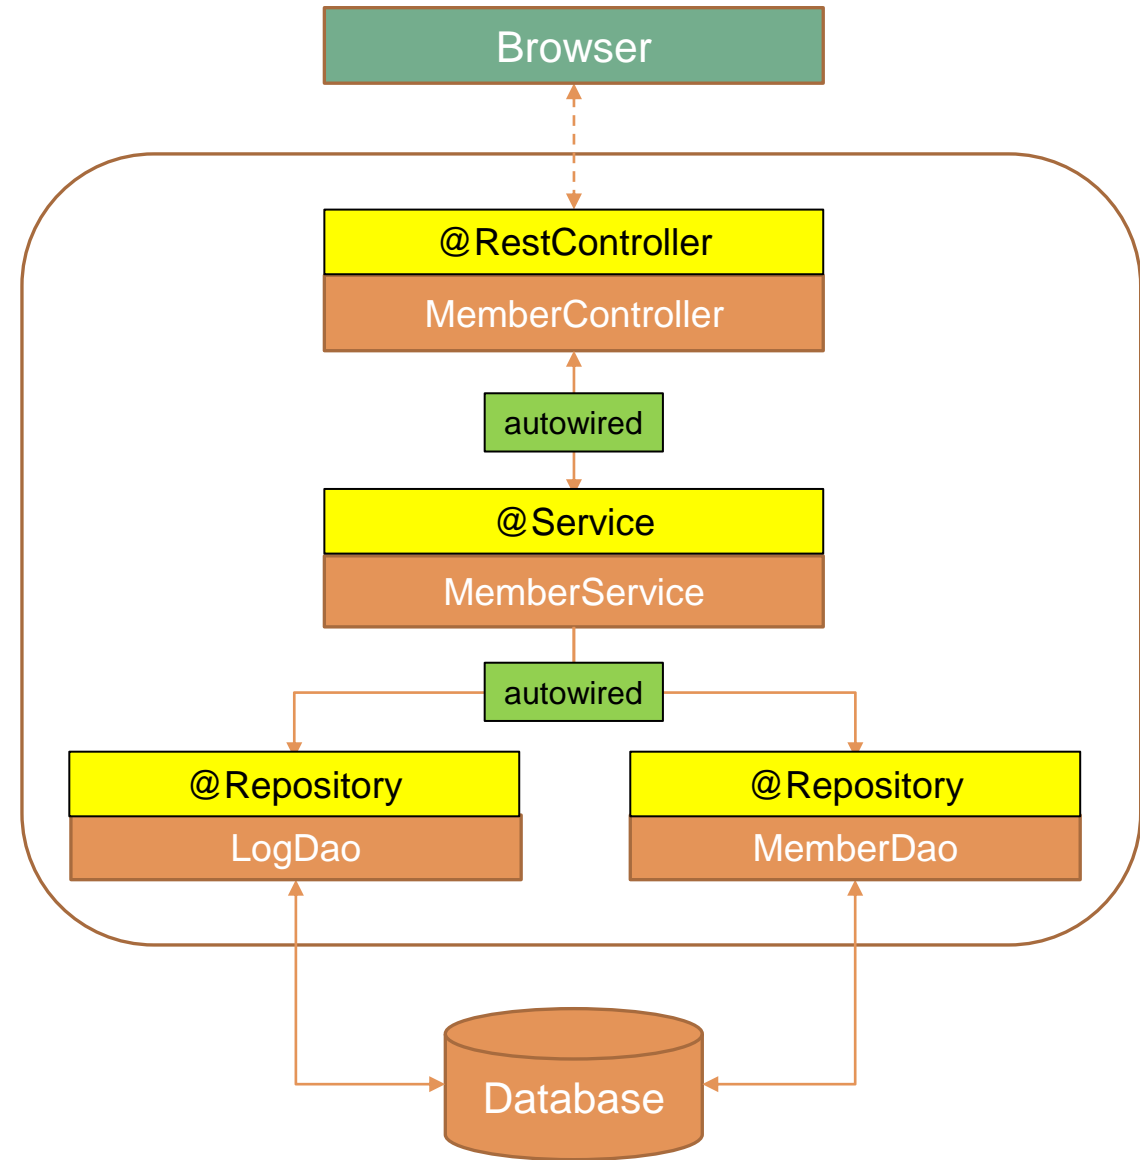 Browser
@RestController
MemberController
autowired
@Service
MemberService
autowired
@Repository
LogDao
@Repository
MemberDao
Database